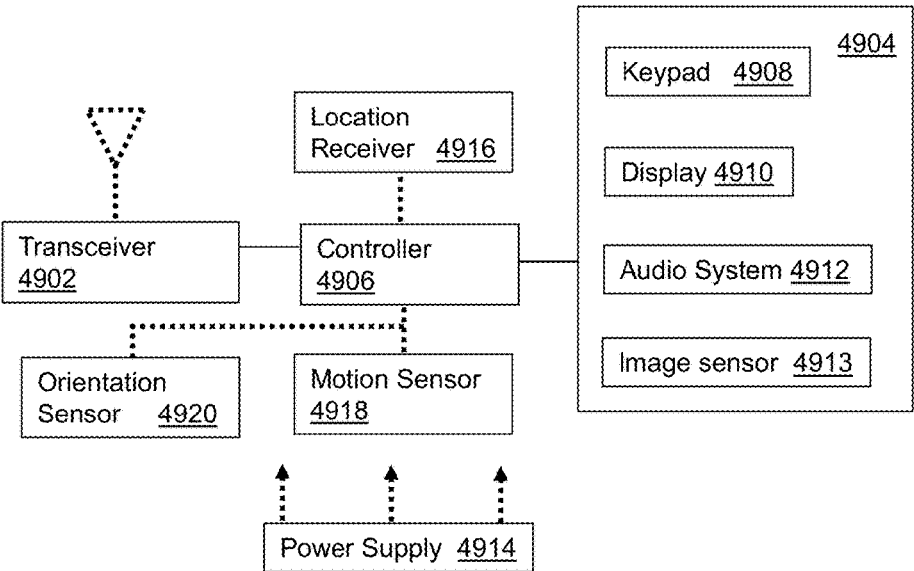 4904
Keypad 4908
Location
Receiver 4916
Display 4910
Transceiver
4902
Controller
4906
Audio System 4912
Image sensor 4913
Orientation
Sensor 4920
Motion Sensor
4918
Power Supply 4914